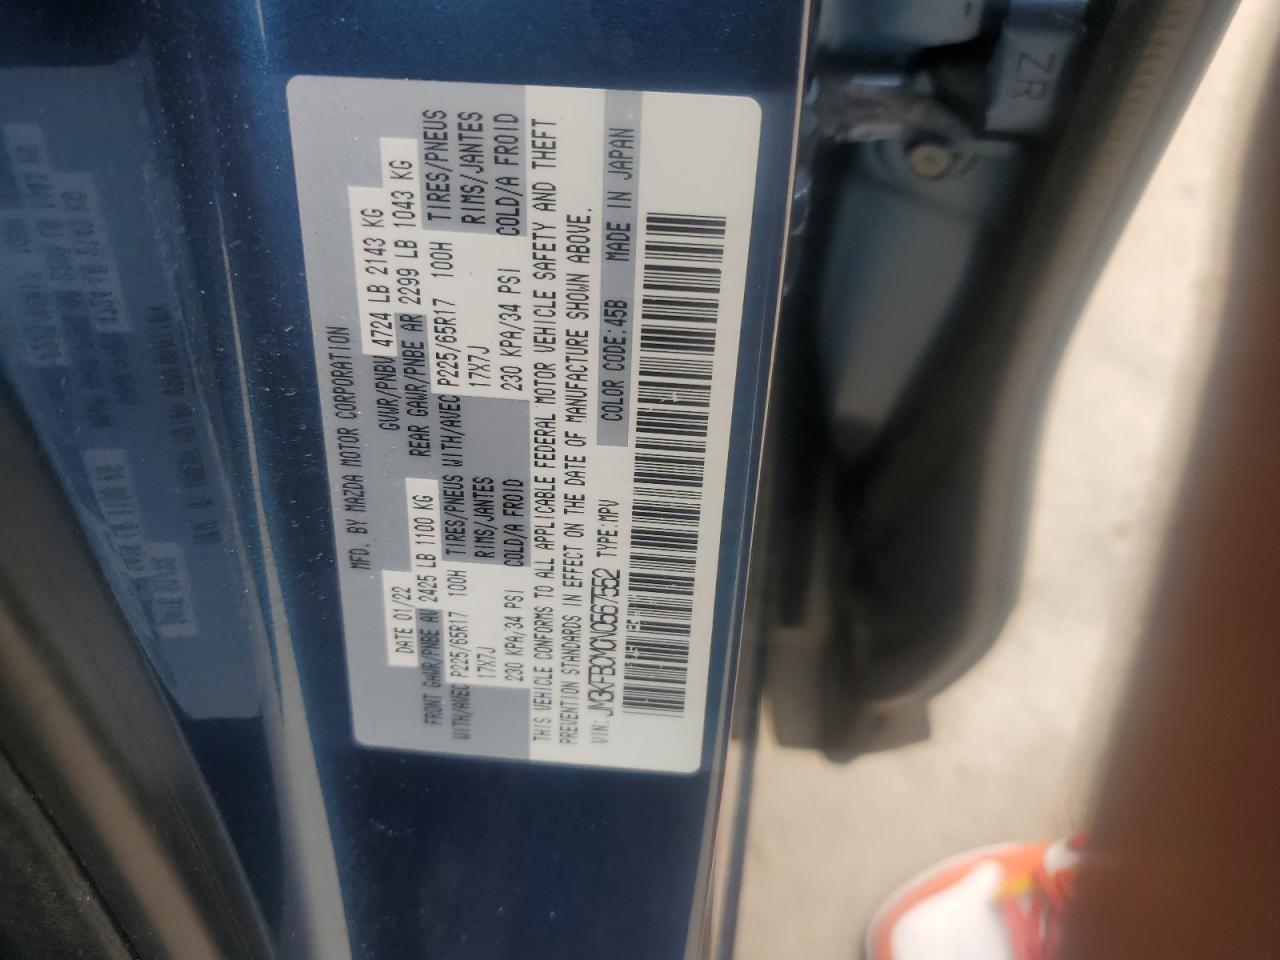 MFD. BY MAZDA MOTOR CORPORATION
DATE 01/22 GVWR/PNBV 4724 LB 2143 KG
FRONT GAWR/PNBE AV 2425 LB 1100 KG REAR GAWR/PNBE AR 2299 LB 1043 KG
WITH/AVEC P225/65R17 100H TIRES/PNEUS WITH/AVEC P225/65R17 100H TIRES/PNEUS
17X7J RIMS/JANTES 17X7J RIMS/JANTES
230 KPA/34 PSI COLD/A FROID 230 KPA/34 PSI COLD/A FROID
THIS VEHICLE CONFORMS TO ALL APPLICABLE FEDERAL MOTOR VEHICLE SAFETY AND THEFT
PREVENTION STANDARDS IN EFFECT ON THE DATE OF MANUFACTURE SHOWN ABOVE.
VIN: JM3KFBCY0N0567552 TYPE:MPV COLOR CODE:45B MADE IN JAPAN
ZR